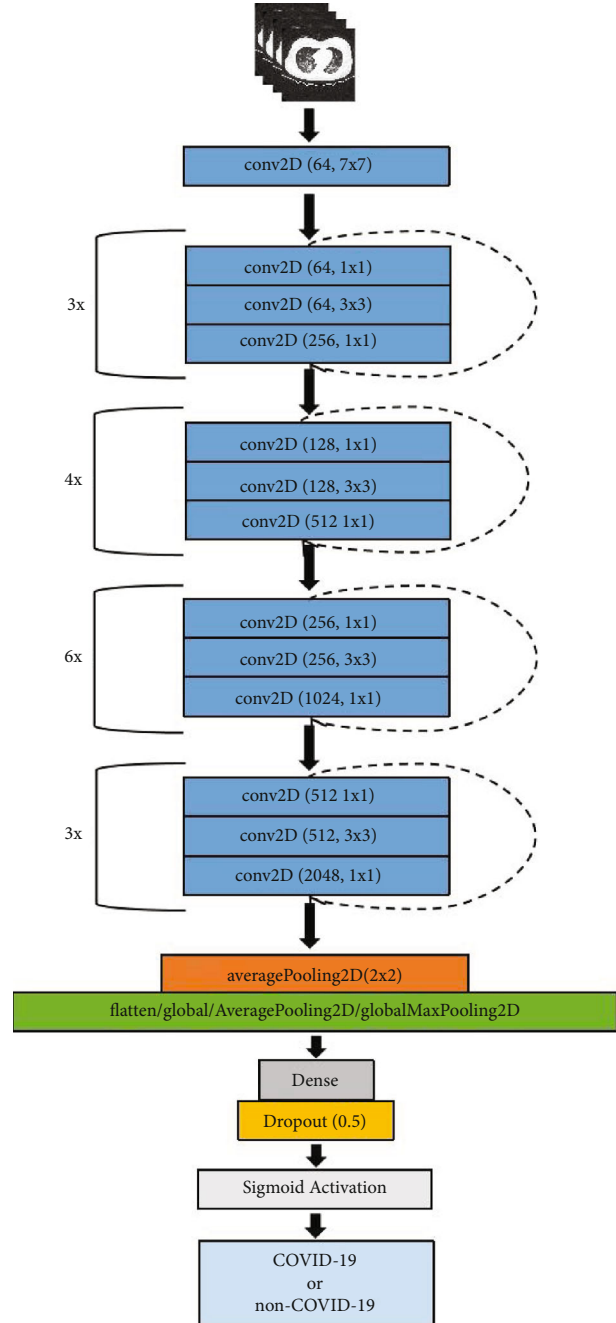 conv2D (64, 7x7)
3x
conv2D (64, 1x1)
conv2D (64, 3x3)
conv2D (256, 1x1)
4x
conv2D (128, 1x1)
conv2D (128, 3x3)
conv2D (512 1x1)
6x
conv2D (256, 1x1)
conv2D (256, 3x3)
conv2D (1024, 1x1)
3x
conv2D (512 1x1)
conv2D (512, 3x3)
conv2D (2048, 1x1)
averagePooling2D(2x2)
flatten/global/AveragePooling2D/globalMaxPooling2D
Dense
Dropout (0.5)
Sigmoid Activation
COVID-19
or
non-COVID-19